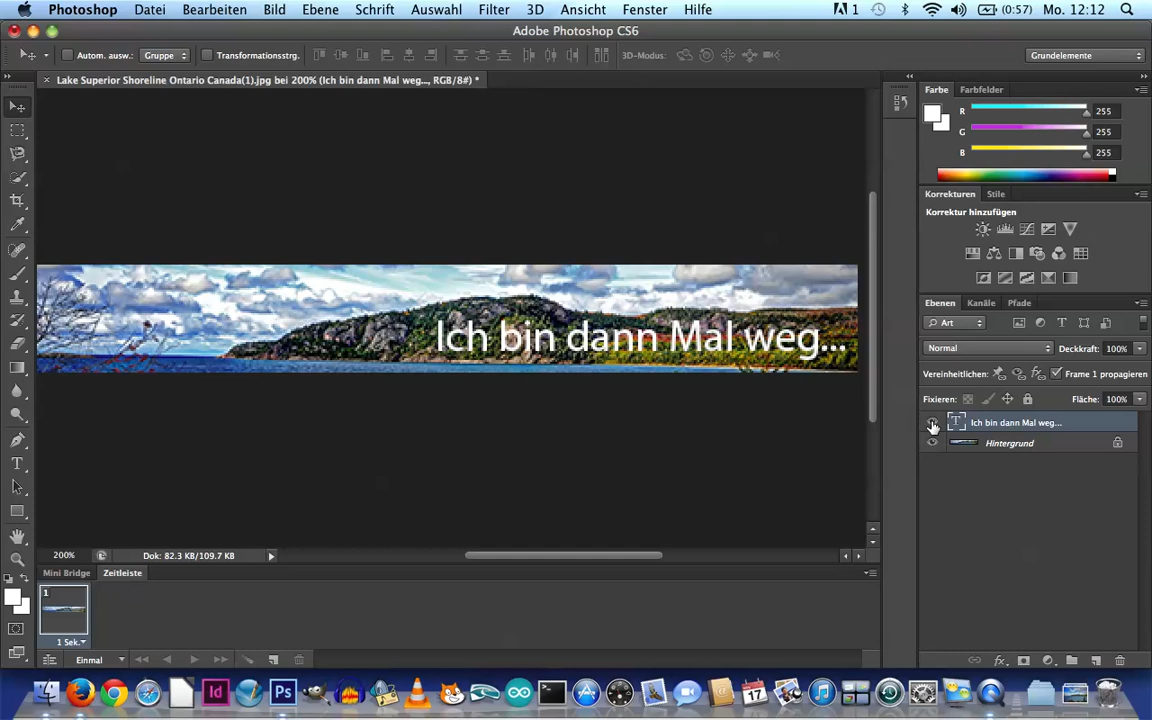 Photoshop Datei Bearbeiten Bild Ebene Schrift Auswahl Filter 3D Ansicht Fenster Hilfe 1 (0:57) Mo. 12:12
Adobe Photoshop CS6
Autom. ausw.: Gruppe Transformationsstrg. 3D-Modus: Grundelemente
Lake Superior Shoreline Ontario Canada(1).jpg bei 200% (Ich bin dann Mal weg..., RGB/8#) *
Farbe Farbfelder
R 255
G 255
B 255
Korrekturen Stile
Korrektur hinzufügen
Ebenen Kanäle Pfade
Art
Normal Deckkraft: 100%
Vereinheitlichen: Frame 1 propagieren
Fixieren: Fläche: 100%
T Ich bin dann Mal weg...
Hintergrund
Ich bin dann Mal weg...
200% Dok: 82.3 KB/109.7 KB
Mini Bridge Zeitleiste
1
1 Sek.
Einmal
Id Ps 17